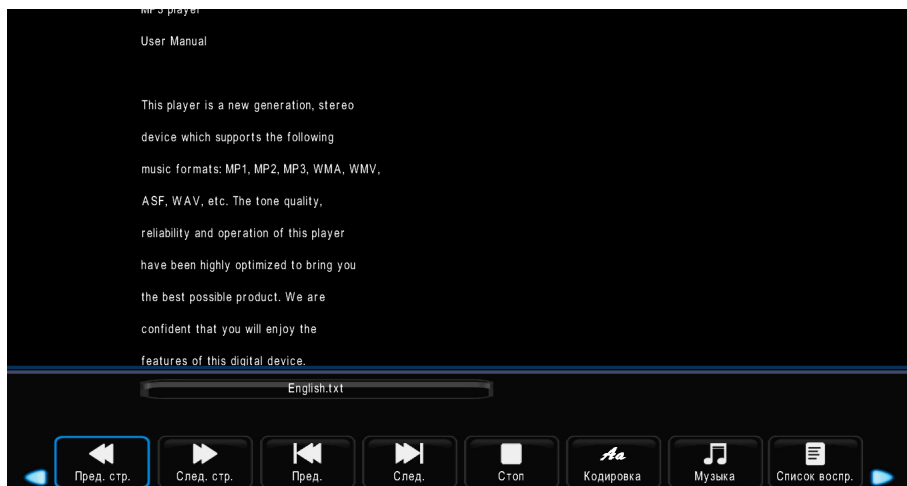 MP3 player
User Manual
This player is a new generation, stereo
device which supports the following
music formats: MP1, MP2, MP3, WMA, WMV,
ASF, WAV, etc. The tone quality,
reliability and operation of this player
have been highly optimized to bring you
the best possible product. We are
confident that you will enjoy the
features of this digital device.
English.txt
Пред. стр.
След. стр.
Пред.
След.
Стоп
Aa
Кодировка
Музыка
Список воспр.